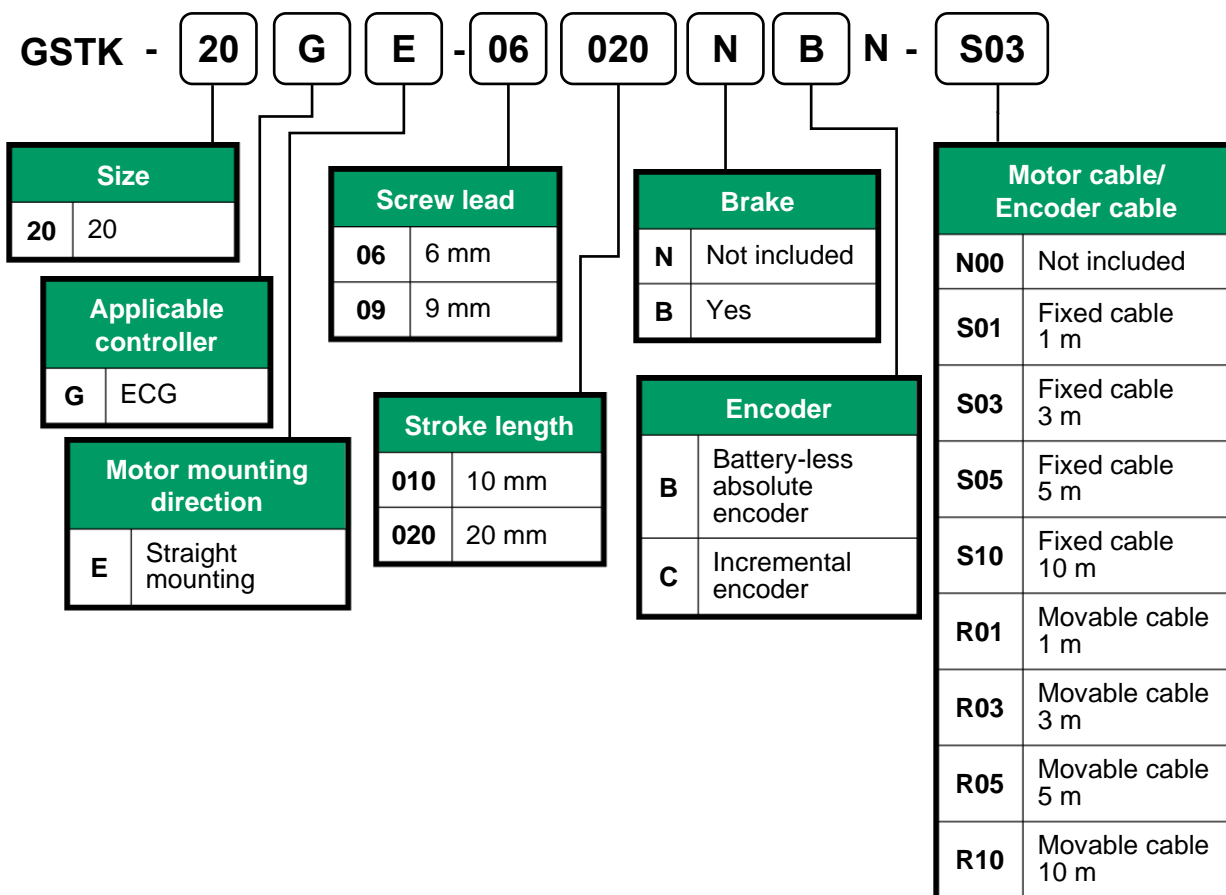 GSTK - 20 G E - 06 020 N B N - S03
Size
20 20
Applicable
controller
G ECG
Motor mounting
direction
E Straight
mounting
Screw lead
06 6 mm
09 9 mm
Stroke length
010 10 mm
020 20 mm
Brake
N Not included
B Yes
Encoder
B Battery-less
absolute
encoder
C Incremental
encoder
Motor cable/
Encoder cable
N00 Not included
S01 Fixed cable
1 m
S03 Fixed cable
3 m
S05 Fixed cable
5 m
S10 Fixed cable
10 m
R01 Movable cable
1 m
R03 Movable cable
3 m
R05 Movable cable
5 m
R10 Movable cable
10 m